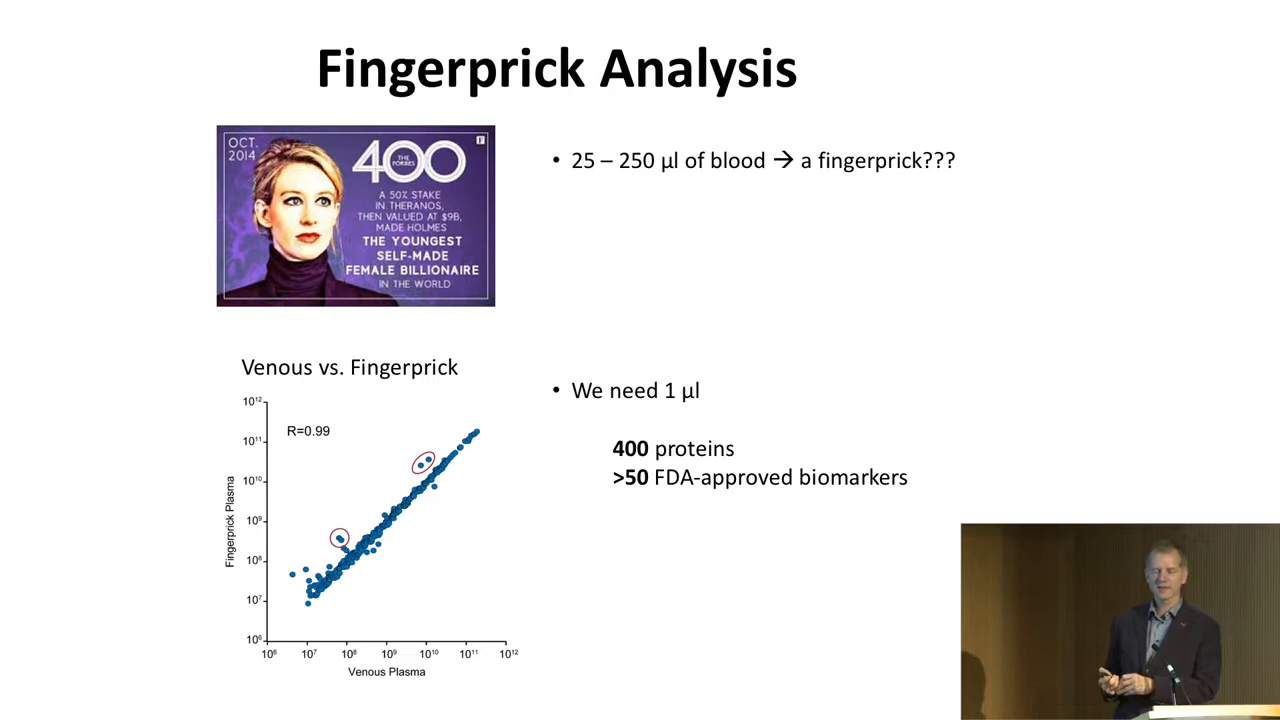 Fingerprick Analysis
OCT.
2014
400
THE
FORBES
F
A 50% STAKE
IN THERANOS,
THEN VALUED AT $9B,
MADE HOLMES
THE YOUNGEST
SELF-MADE
FEMALE BILLIONAIRE
IN THE WORLD
• 25 – 250 µl of blood → a fingerprick???
Venous vs. Fingerprick
R=0.99
10¹²
10¹¹
10¹⁰
10⁹
10⁸
10⁷
10⁶
Fingerprick Plasma
10⁶ 10⁷ 10⁸ 10⁹ 10¹⁰ 10¹¹ 10¹²
Venous Plasma
• We need 1 µl
400 proteins
>50 FDA-approved biomarkers